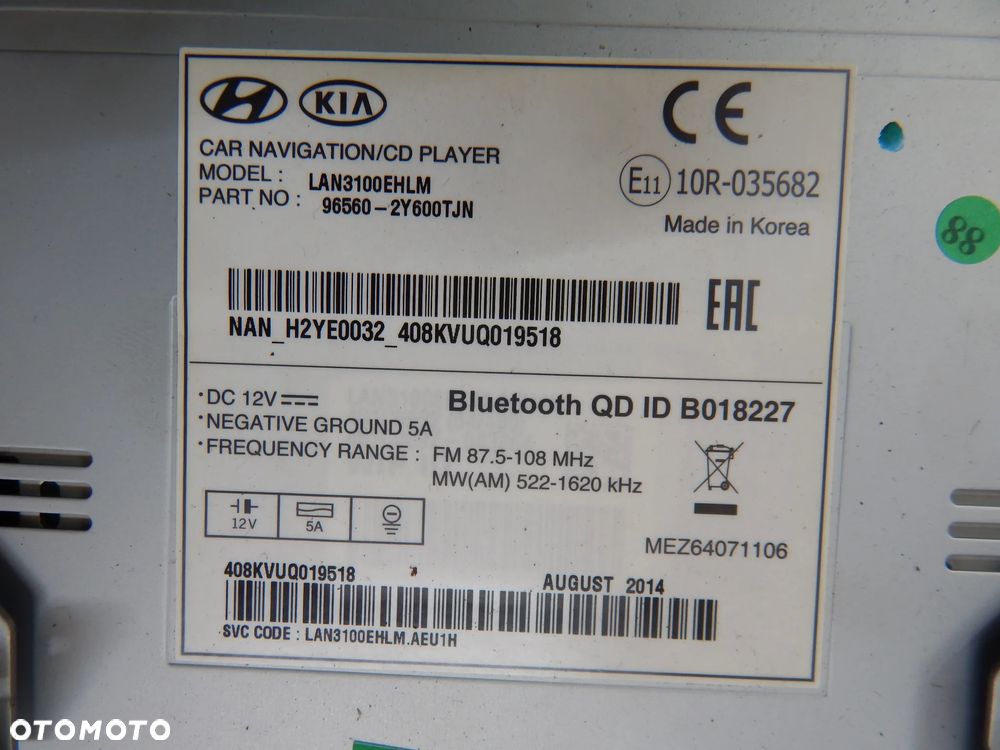 KIA
CAR NAVIGATION/CD PLAYER
MODEL : LAN3100EHLM
PART NO : 96560-2Y600TJN
CE
E11 10R-035682
Made in Korea
88
NAN_H2YE0032_408KVUQ019518
EAC
·DC 12V
·NEGATIVE GROUND 5A
·FREQUENCY RANGE : FM 87.5-108 MHz
MW(AM) 522-1620 kHz
Bluetooth QD ID B018227
12V
5A
MEZ64071106
408KVUQ019518
AUGUST 2014
SVC CODE : LAN3100EHLM.AEU1H
OTOMOTO